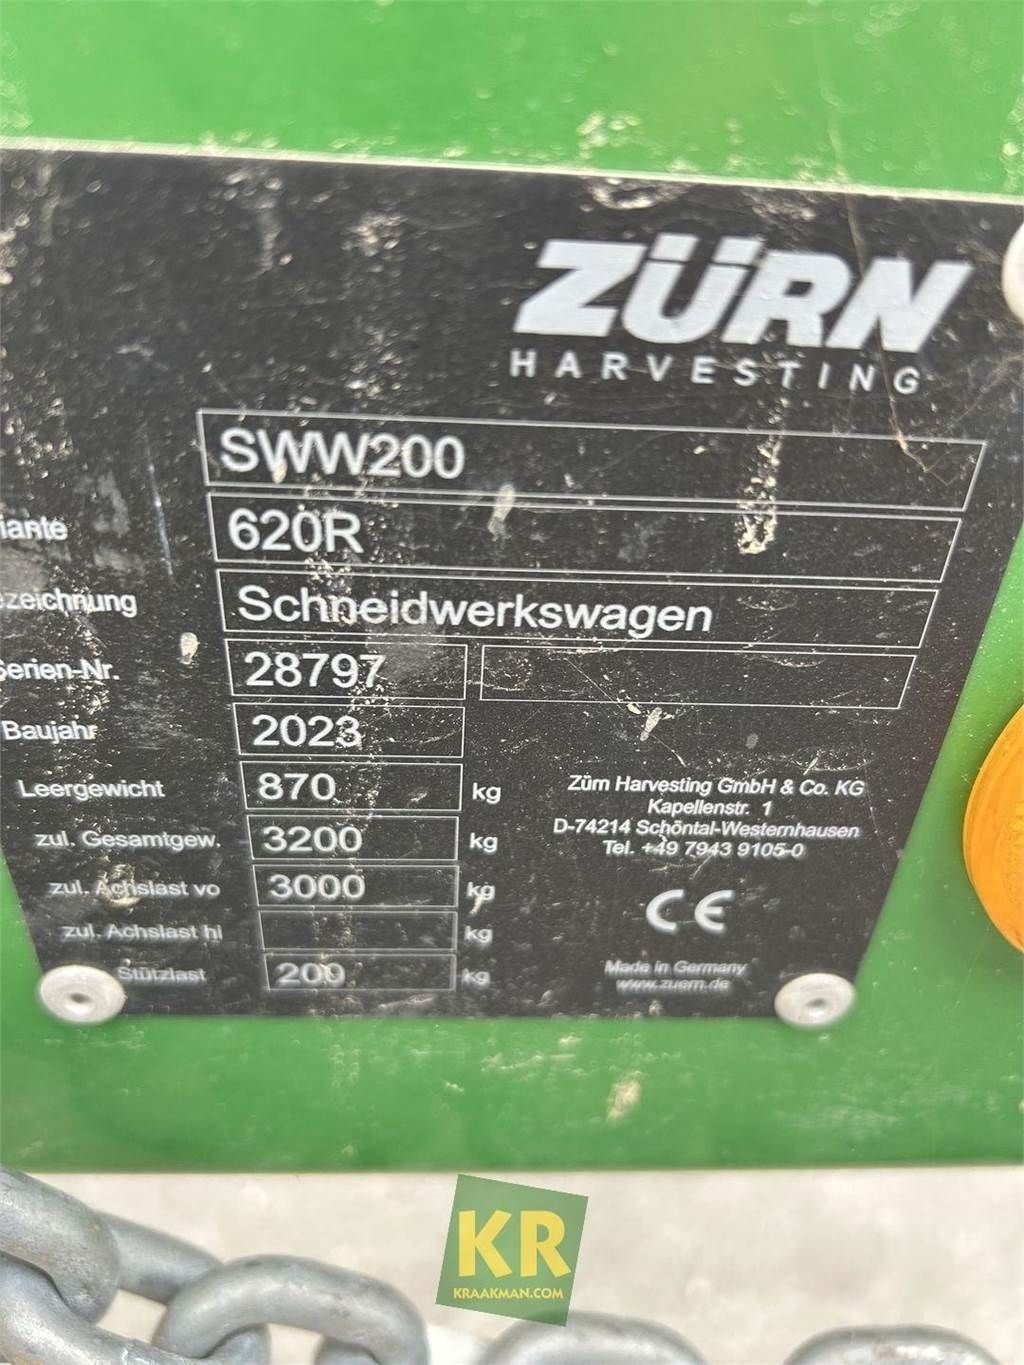 ZÜRN
HARVESTING
SWW200
iante 620R
ezeichnung Schneidwerkswagen
Serien-Nr. 28797
Baujahr 2023
Leergewicht 870 kg
zul. Gesamtgew. 3200 kg
zul. Achslast vo 3000 kg
zul. Achslast hi kg
Stützlast 200 kg
Zürn Harvesting GmbH & Co. KG
Kapellenstr. 1
D-74214 Schöntal-Westernhausen
Tel. +49 7943 9105-0
CE
Made in Germany
www.zuern.de
KR
KRAAKMAN.COM